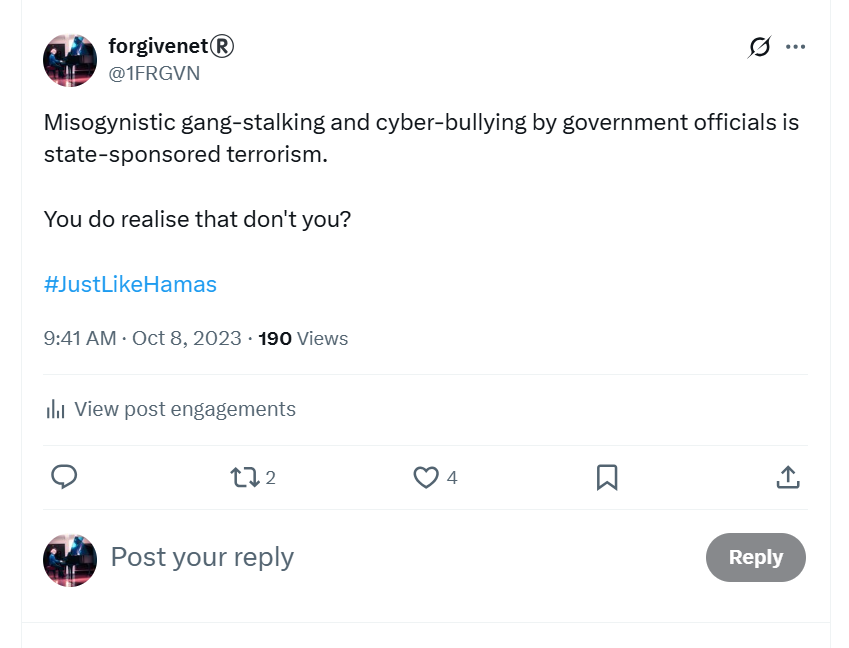 forgivenet®
@1FRGVN
Misogynistic gang-stalking and cyber-bullying by government officials is
state-sponsored terrorism.
You do realise that don't you?
#JustLikeHamas
9:41 AM · Oct 8, 2023 · 190 Views
View post engagements
2 4
Post your reply
Reply